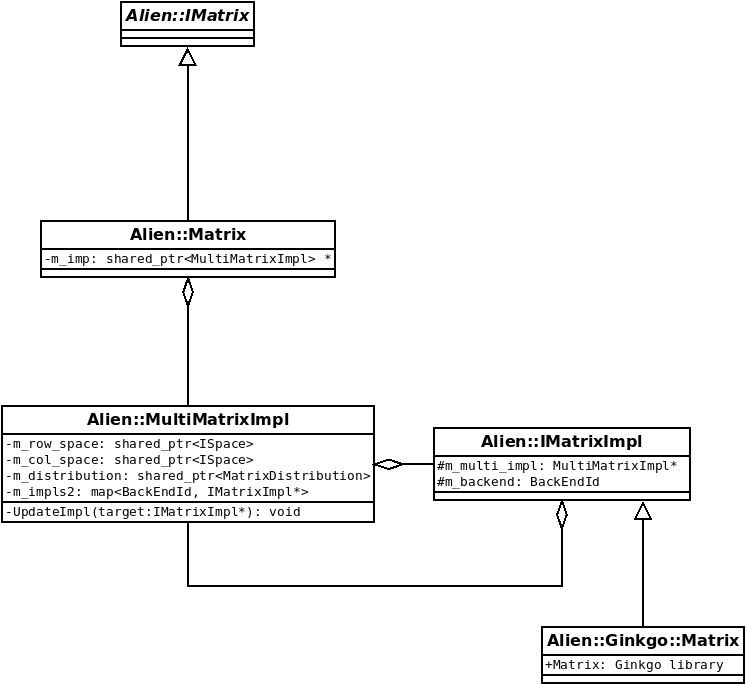 Alien::IMatrix
Alien::Matrix
-m_imp: shared_ptr<MultiMatrixImpl> *
Alien::MultiMatrixImpl
-m_row_space: shared_ptr<ISpace>
-m_col_space: shared_ptr<ISpace>
-m_distribution: shared_ptr<MatrixDistribution>
-m_impls2: map<BackEndId, IMatrixImpl*>
-UpdateImpl(target:IMatrixImpl*): void
Alien::IMatrixImpl
#m_multi_impl: MultiMatrixImpl*
#m_backend: BackEndId
Alien::Ginkgo::Matrix
+Matrix: Ginkgo library